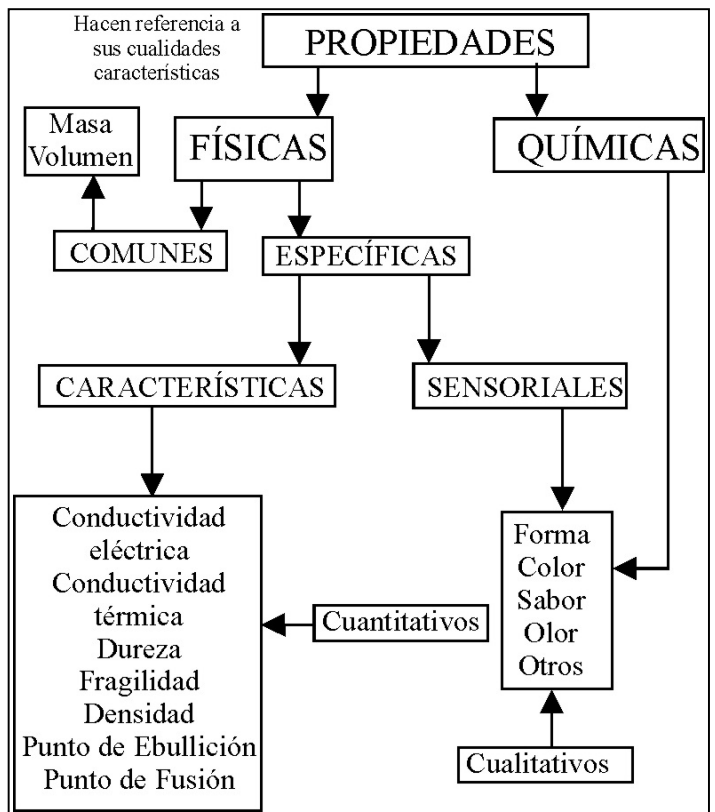 Hacen referencia a
sus cualidades
características
PROPIEDADES
Masa
Volumen
FÍSICAS
QUÍMICAS
COMUNES
ESPECÍFICAS
CARACTERÍSTICAS
SENSORIALES
Conductividad
eléctrica
Conductividad
térmica
Dureza
Fragilidad
Densidad
Punto de Ebullición
Punto de Fusión
Cuantitativos
Forma
Color
Sabor
Olor
Otros
Cualitativos